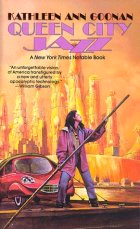 KATHLEEN ANN GOONAN
QUEEN CITY
JAZZ
A New York Times Notable Book
"An unforgettable vision
of America transfigured by
a new and utterly
apocalyptic technology."
—William Gibson